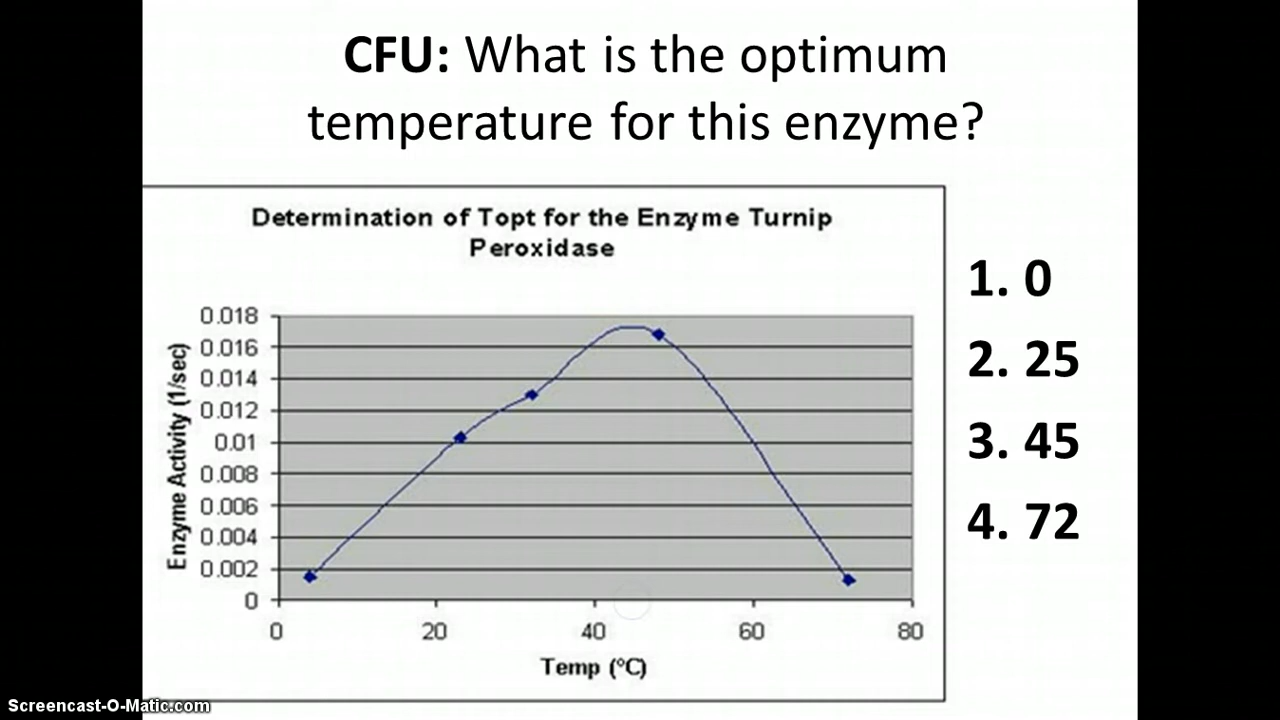 CFU: What is the optimum
temperature for this enzyme?
Determination of Topt for the Enzyme Turnip
Peroxidase
Enzyme Activity (1/sec)
0.018
0.016
0.014
0.012
0.01
0.008
0.006
0.004
0.002
0
0 20 40 60 80
Temp (°C)
1. 0
2. 25
3. 45
4. 72
Screencast-O-Matic.com